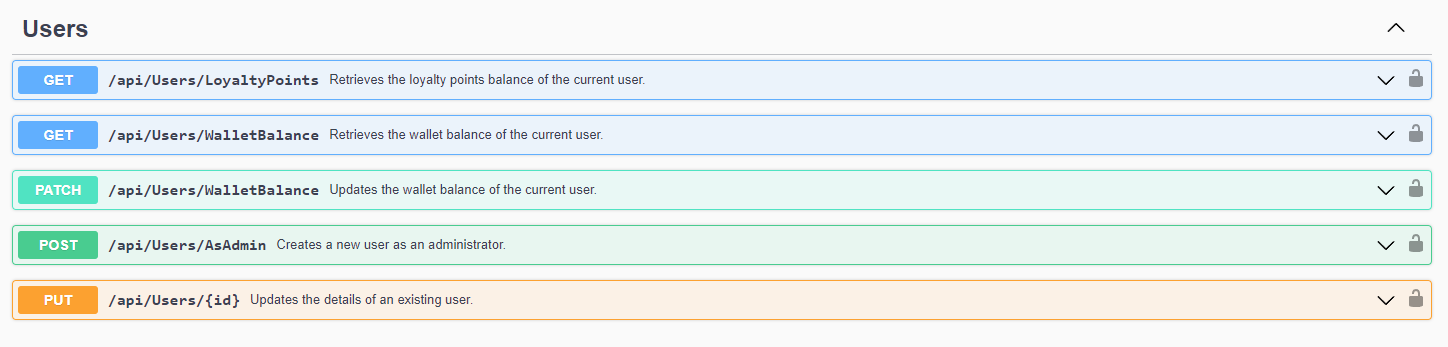 Users
GET /api/Users/LoyaltyPoints Retrieves the loyalty points balance of the current user.
GET /api/Users/WalletBalance Retrieves the wallet balance of the current user.
PATCH /api/Users/WalletBalance Updates the wallet balance of the current user.
POST /api/Users/AsAdmin Creates a new user as an administrator.
PUT /api/Users/{id} Updates the details of an existing user.